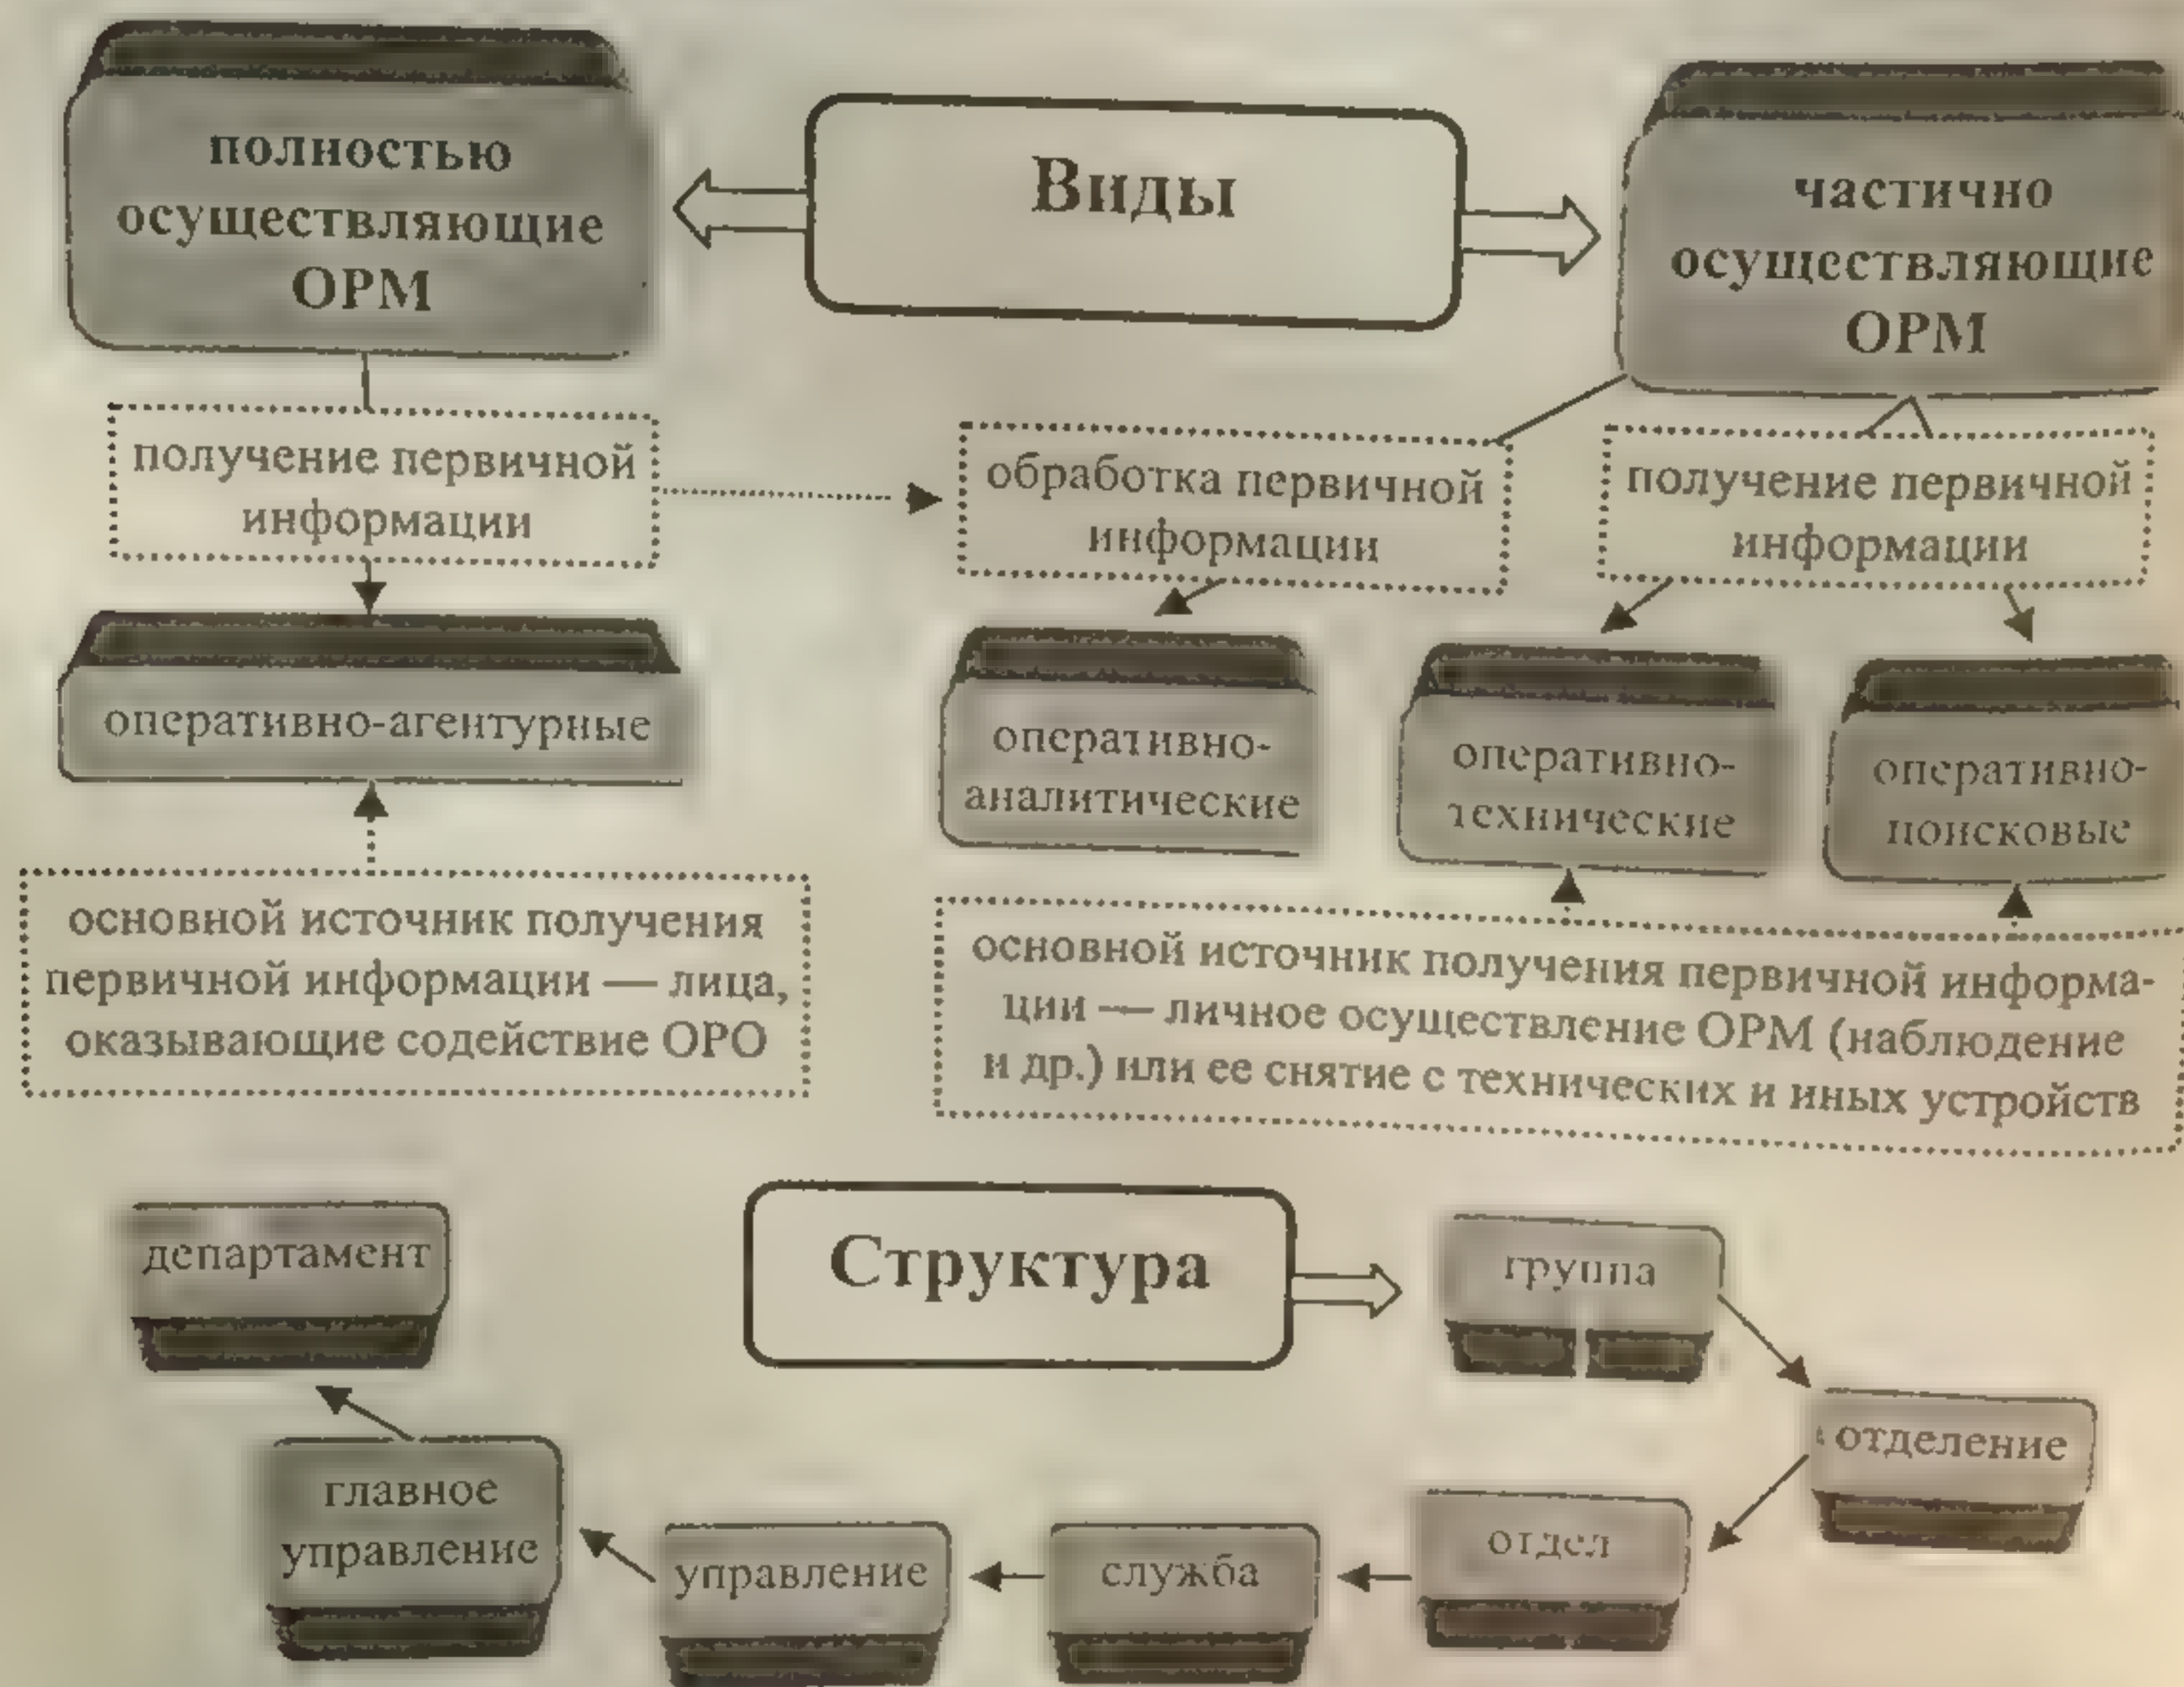 полностью
осуществляющие
ОРМ
Виды
частично
осуществляющие
ОРМ
получение первичной
информации
обработка первичной
информации
получение первичной
информации
оперативно-агентурные
оперативно-
аналитические
оперативно-
технические
оперативно-
поисковые
основной источник получения
первичной информации — лица,
оказывающие содействие ОРО
основной источник получения первичной информа-
ции — личное осуществление ОРМ (наблюдение
и др.) или ее снятие с технических и иных устройств
департамент
Структура
группа
отделение
главное
управление
управление
служба
отдел